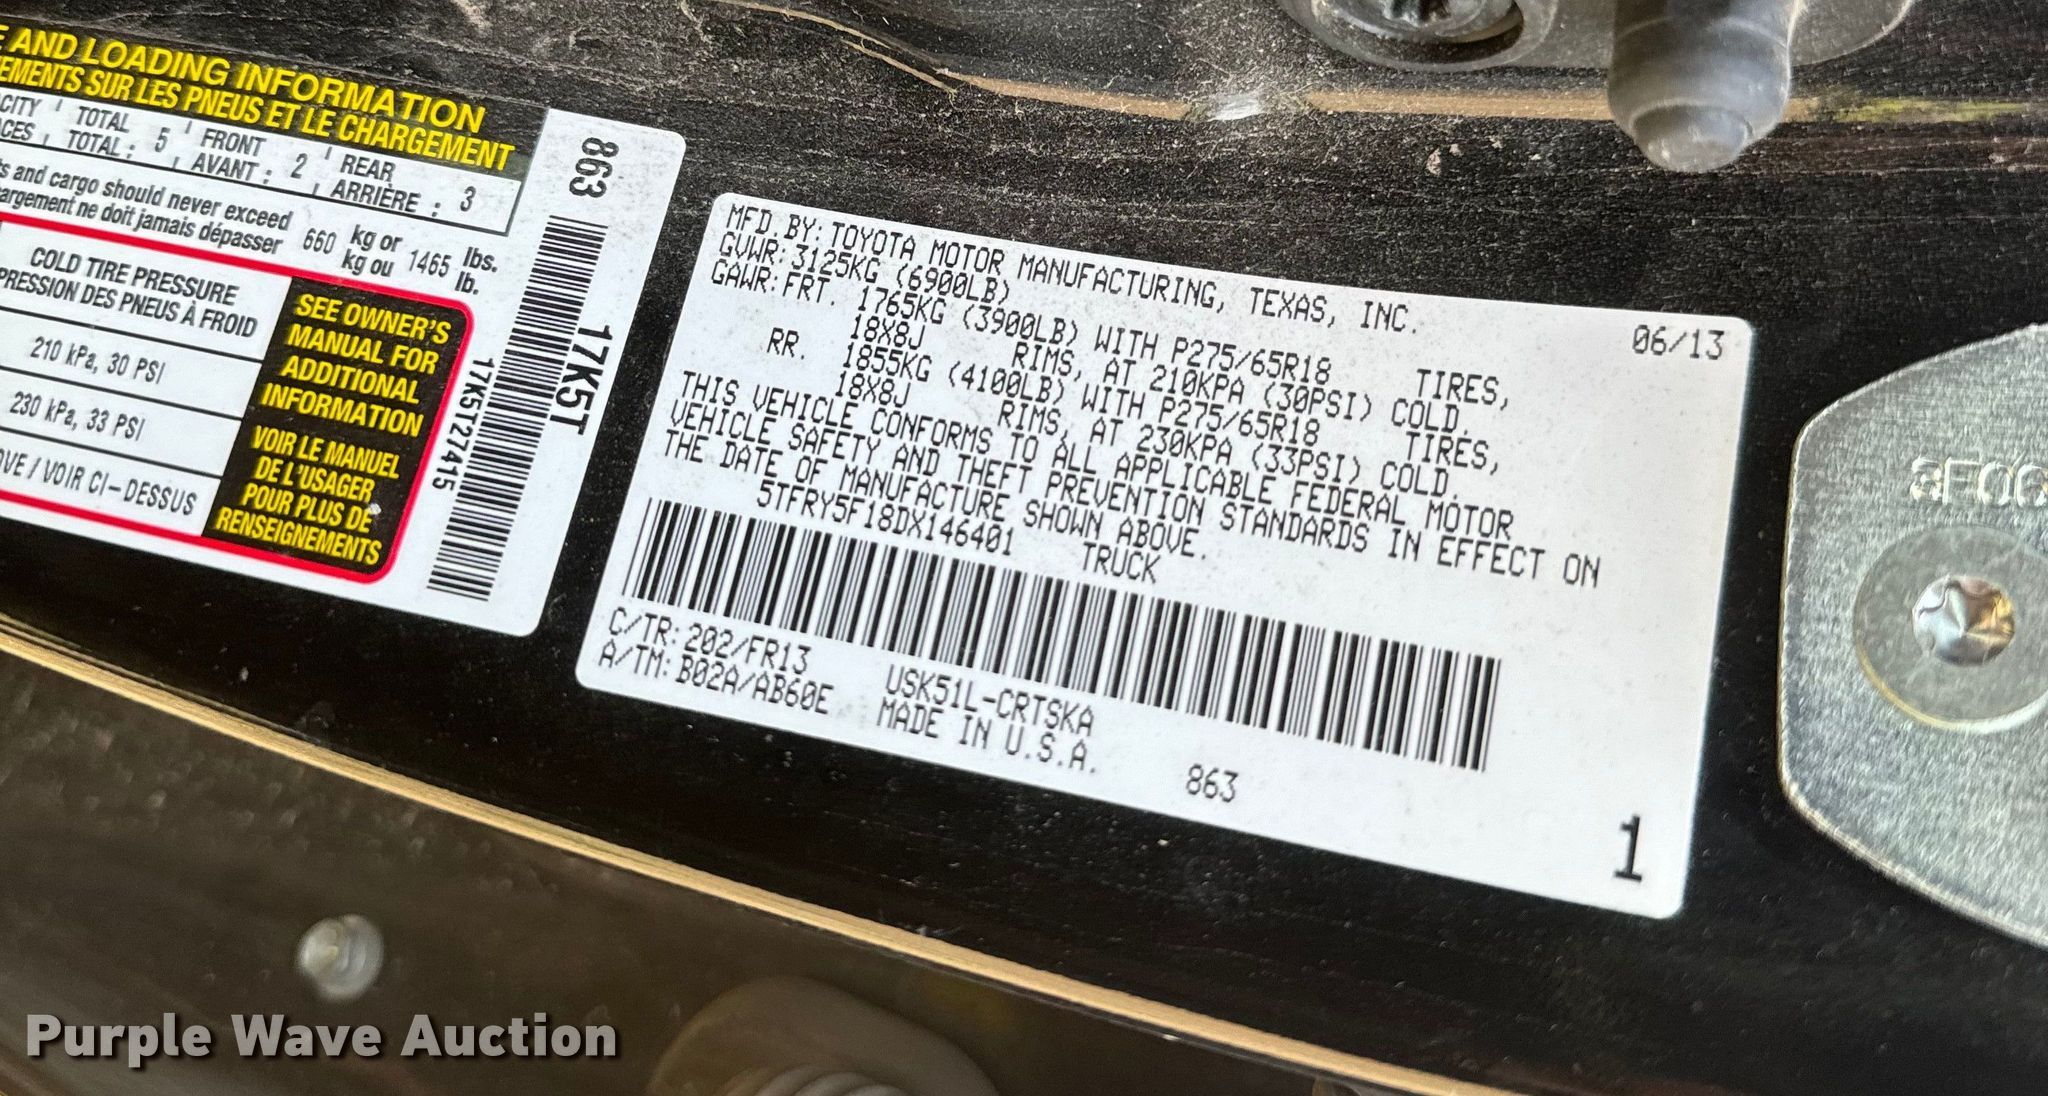 E AND LOADING INFORMATION
EMENTS SUR LES PNEUS ET LE CHARGEMENT
CITY TOTAL 5 FRONT 2 REAR 3
CES TOTAL : AVANT : ARRIÈRE :
s and cargo should never exceed 660 kg or 1465 lbs.
argement ne doit jamais dépasser kg ou lb.
COLD TIRE PRESSURE
PRESSION DES PNEUS À FROID
210 kPa, 30 PSI
230 kPa, 33 PSI
OVE / VOIR CI-DESSUS
SEE OWNER'S
MANUAL FOR
ADDITIONAL
INFORMATION
VOIR LE MANUEL
DE L'USAGER
POUR PLUS DE
RENSEIGNEMENTS
863
17K5T
17K5T27415
MFD. BY: TOYOTA MOTOR MANUFACTURING, TEXAS, INC. 06/13
GVWR: 3125KG (6900LB)
GAWR: FRT. 1765KG (3900LB) WITH P275/65R18 TIRES,
18X8J RIMS, AT 210KPA (30PSI) COLD.
RR. 1855KG (4100LB) WITH P275/65R18 TIRES,
18X8J RIMS, AT 230KPA (33PSI) COLD.
THIS VEHICLE CONFORMS TO ALL APPLICABLE FEDERAL MOTOR
VEHICLE SAFETY AND THEFT PREVENTION STANDARDS IN EFFECT ON
THE DATE OF MANUFACTURE SHOWN ABOVE.
5TFRY5F18DX146401 TRUCK
C/TR: 202/FR13 USK51L-CRTSKA
A/TM: B02A/AB60E MADE IN U.S.A.
863
1
Purple Wave Auction